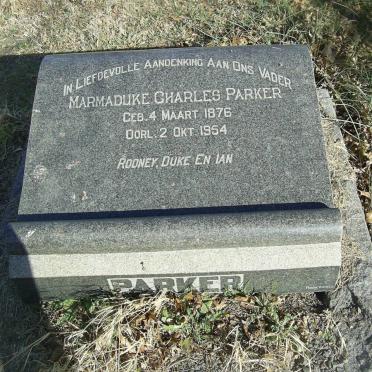 In Liefdevolle Aandenking Aan Ons Vader
Marmaduke Charles Parker
Geb. 4 Maart 1876
Oorl. 2 Okt. 1954
Rodney, Duke En Ian
PARKER